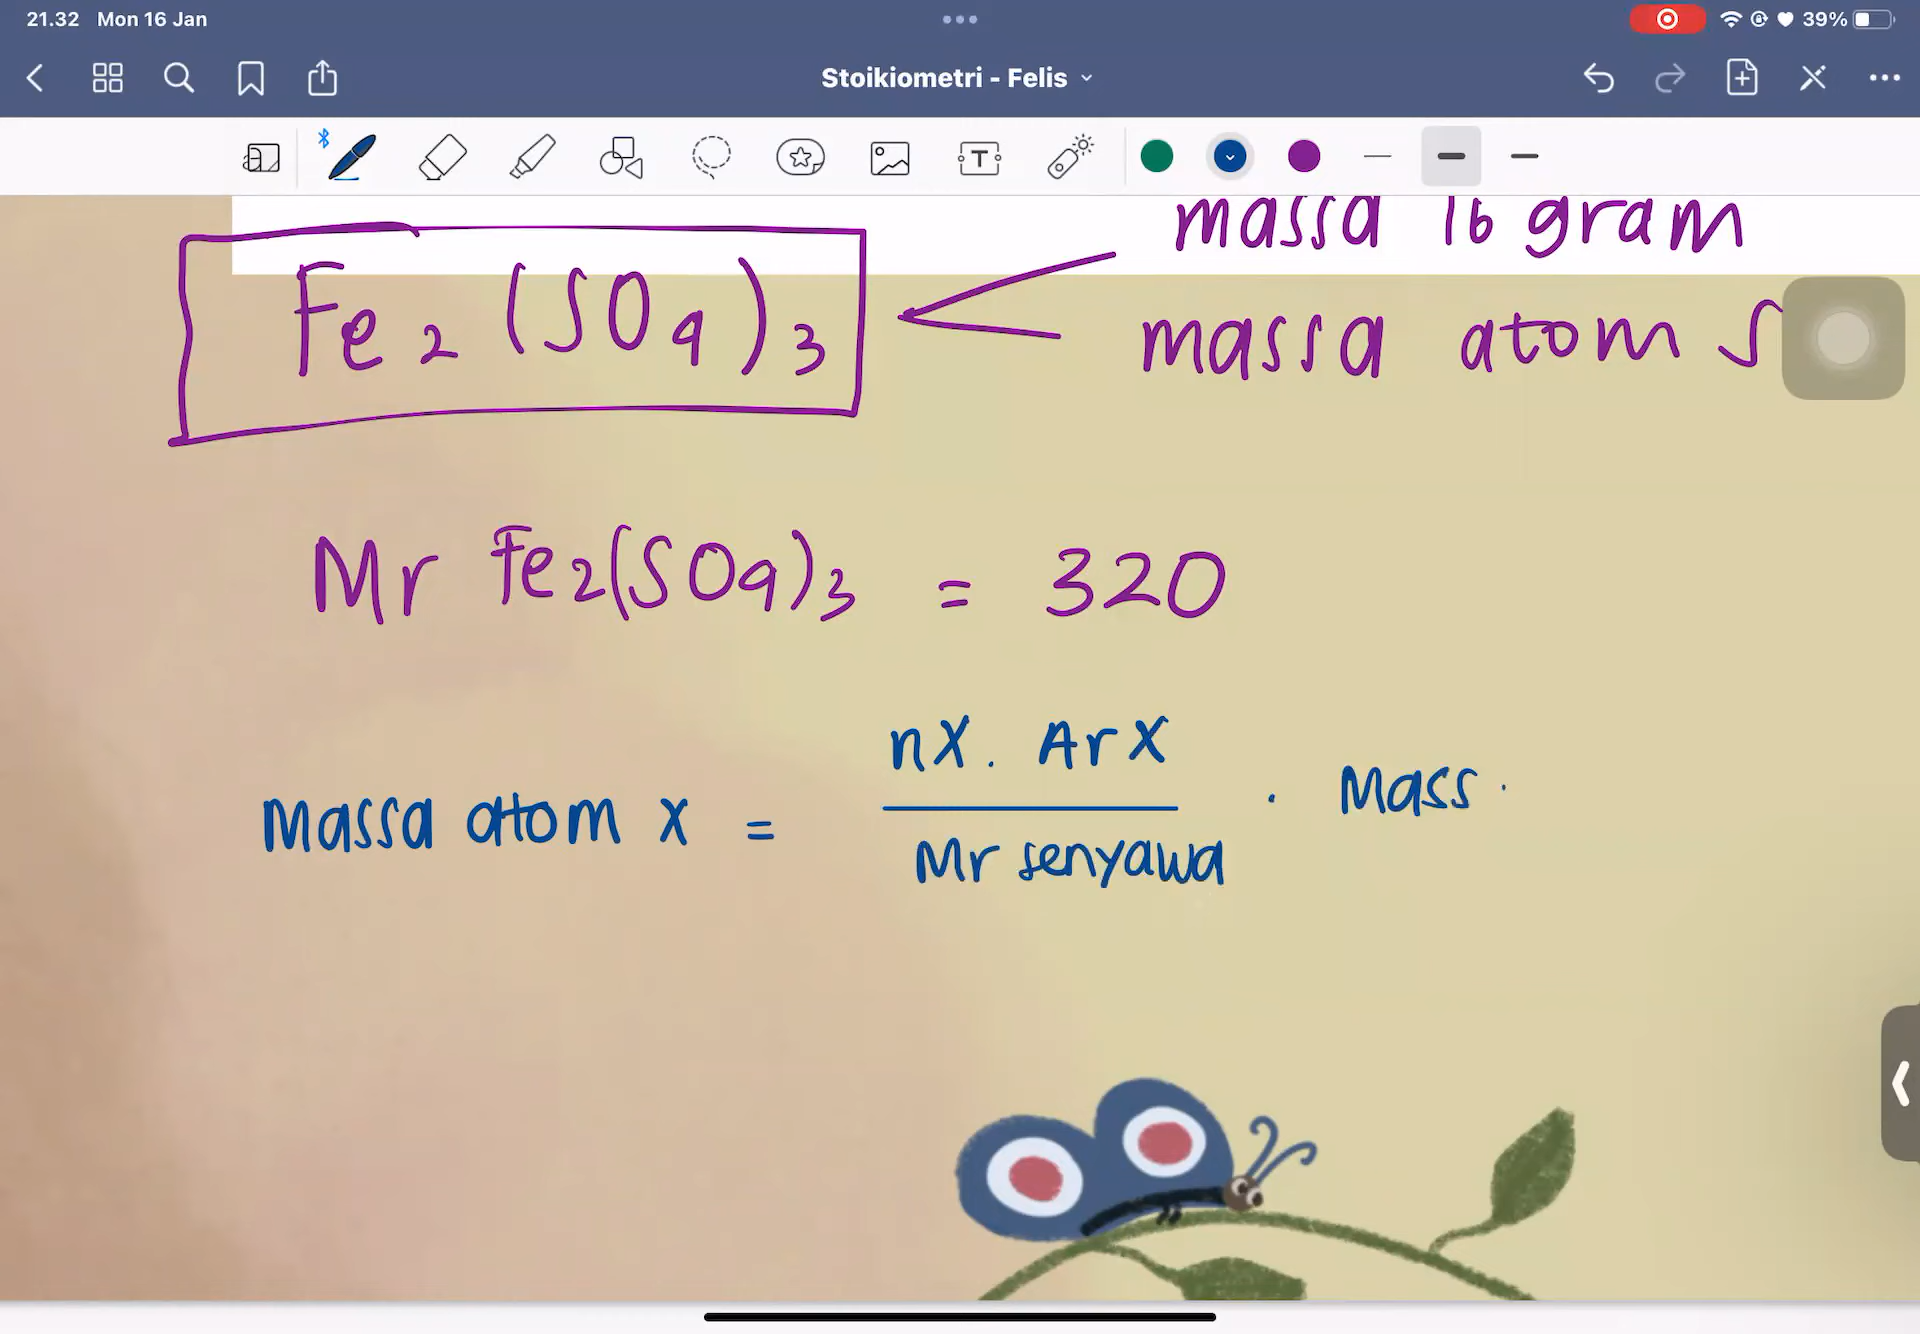 21.32 Mon 16 Jan
39%
Stoikiometri - Felis
massa 16 gram
Fe2(SO4)3
massa atom S
Mr Fe2(SO4)3 = 320
nX. Ar X
massa atom x = · Mass.
Mr senyawa